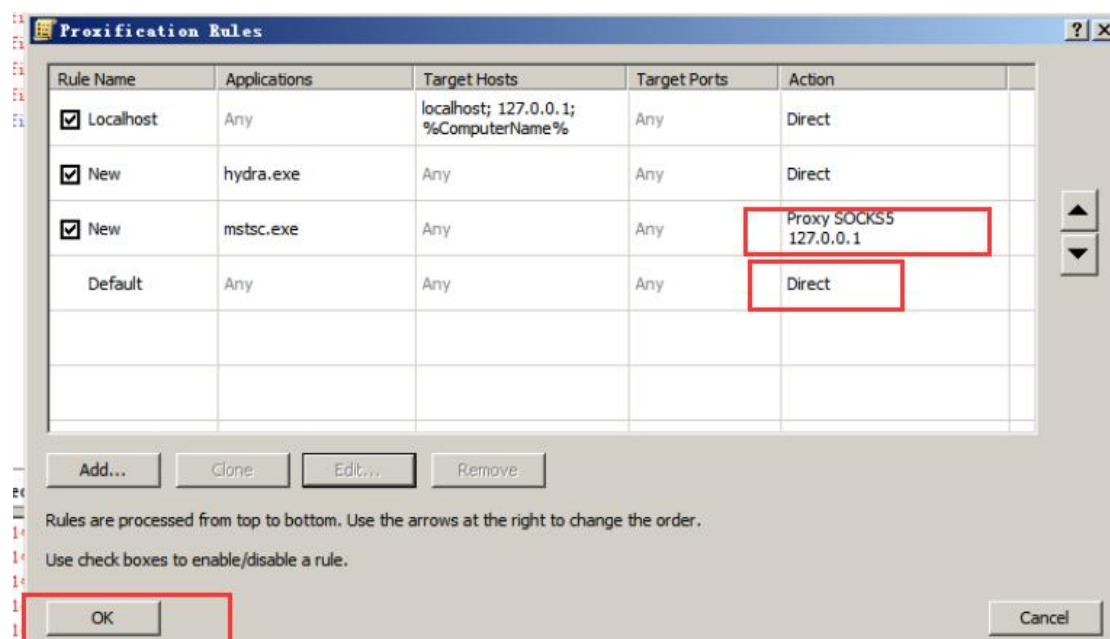 Proxification Rules
Rule Name Applications Target Hosts Target Ports Action
Localhost Any localhost; 127.0.0.1; %ComputerName% Any Direct
New hydra.exe Any Any Direct
New mstsc.exe Any Any Proxy SOCKS5 127.0.0.1
Default Any Any Any Direct
Add... Clone Edit... Remove
Rules are processed from top to bottom. Use the arrows at the right to change the order.
Use check boxes to enable/disable a rule.
OK Cancel